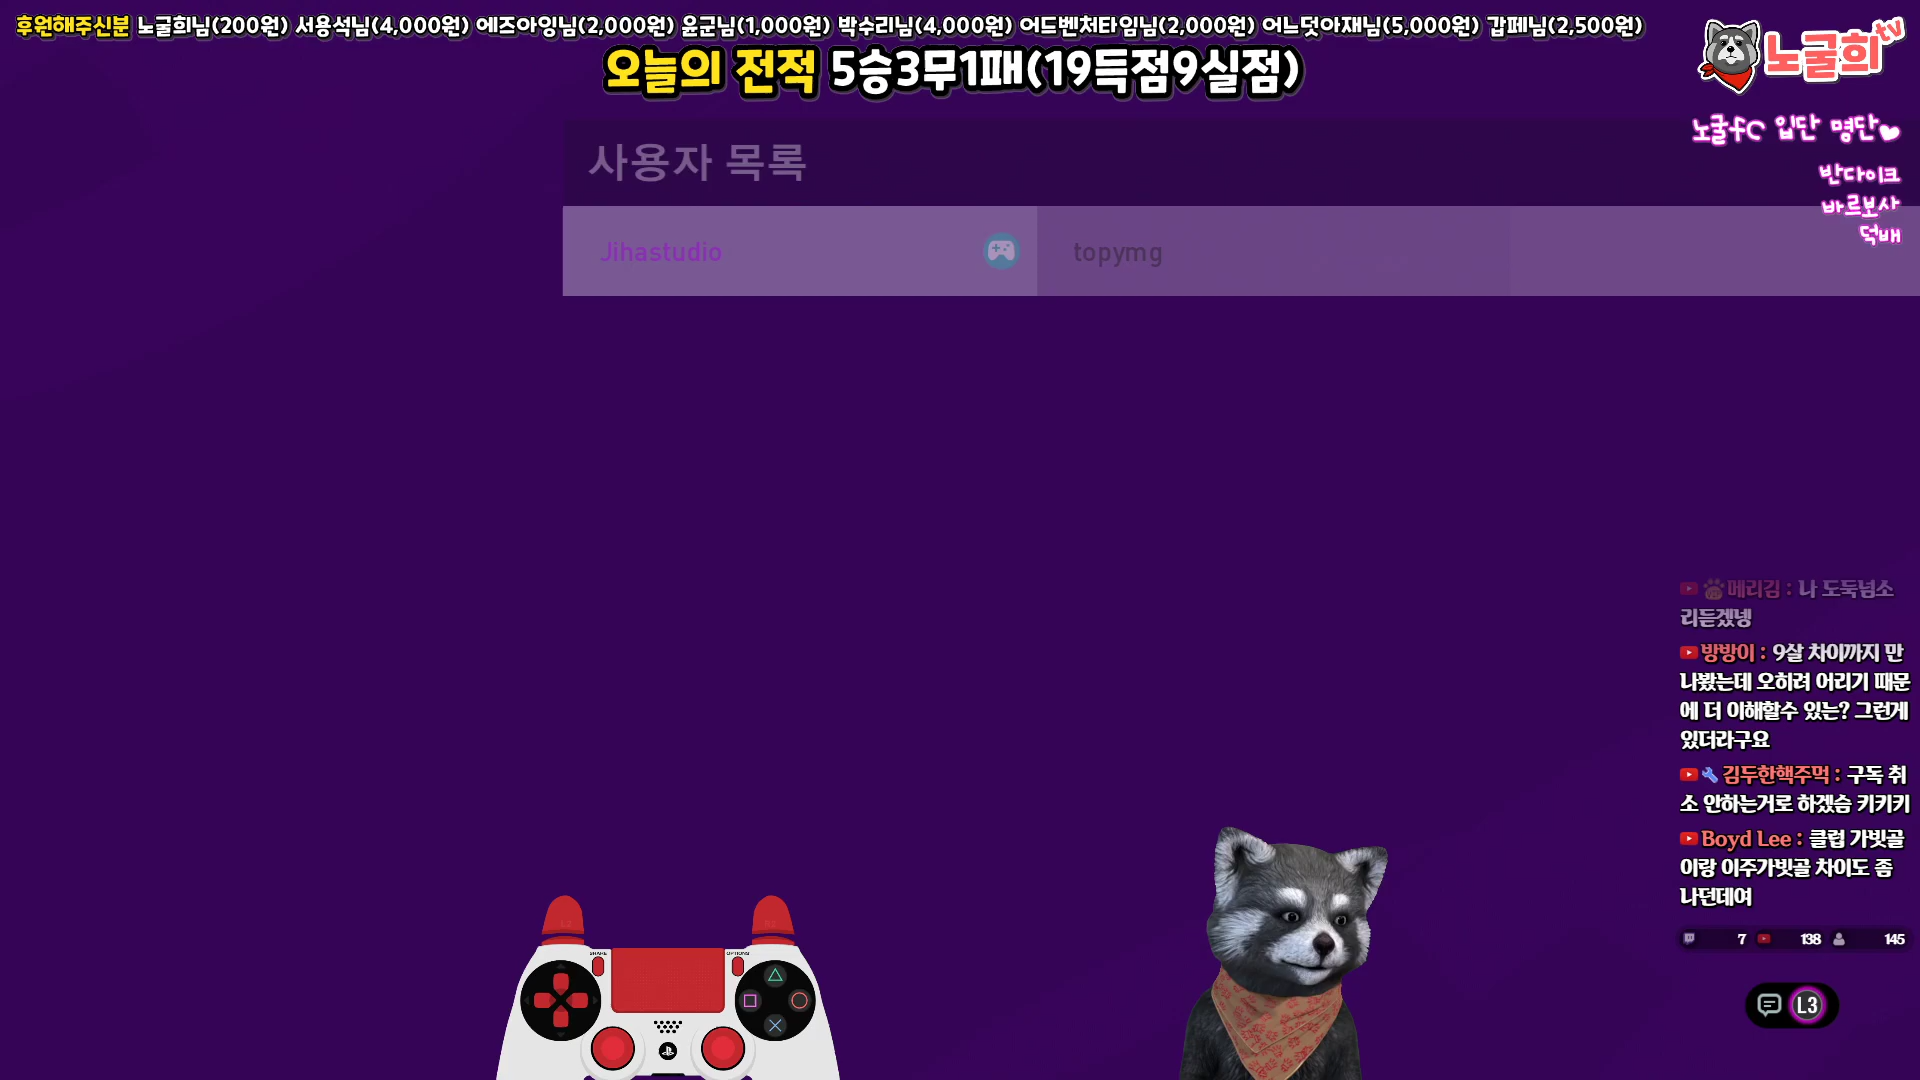 후원해주신분 노굴희님(200원) 서용석님(4,000원) 에즈아잉님(2,000원) 윤군님(1,000원) 박수리님(4,000원) 어드벤처타임님(2,000원) 어느덧아재님(5,000원) 갑페님(2,500원)
오늘의 전적 5승3무1패(19득점9실점)
노굴희tv
노굴fC 입단 명단
반다이크
바르보사
덕배
사용자 목록
Jihastudio
topymg
메리김 : 나 도둑넘소
리듣겠넹
방방이 : 9살 차이까지 만
나봤는데 오히려 어리기 때문
에 더 이해할수 있는? 그런게
있더라구요
김두한핵주먹 : 구독 취
소 안하는거로 하겠슴 키키키
Boyd Lee : 클럽 가빗골
이랑 이주가빗골 차이도 좀
나던데여
7 138 145
L3
L2 R2
SHARE OPTIONS